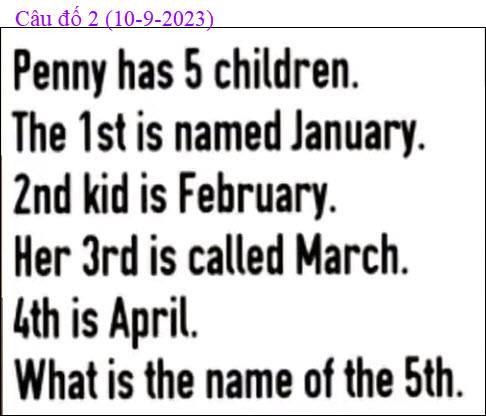 Câu đố 2 (10-9-2023)
Penny has 5 children.
The 1st is named January.
2nd kid is February.
Her 3rd is called March.
4th is April.
What is the name of the 5th.